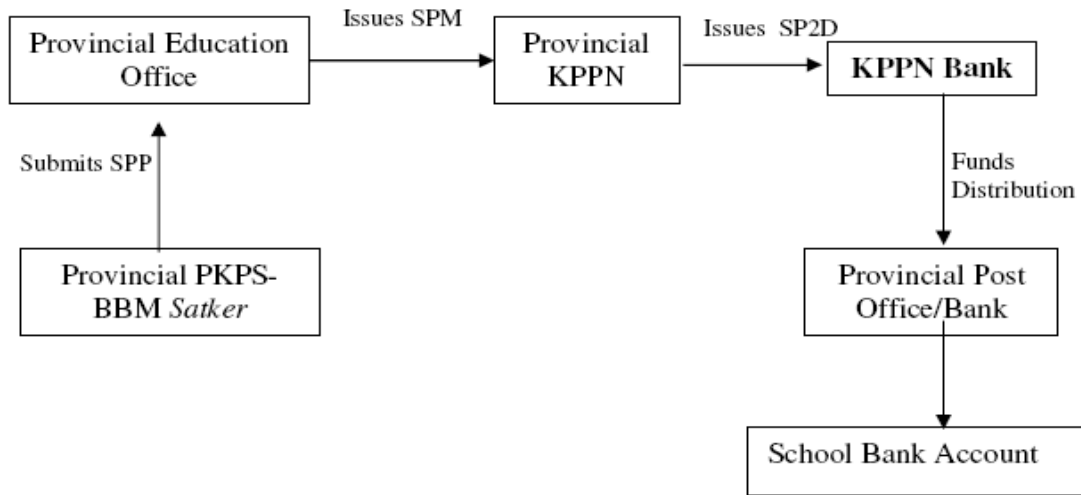 Issues SPM
Provincial Education
Office
Provincial
KPPN
Issues SP2D
KPPN Bank
Submits SPP
Funds
Distribution
Provincial PKPS-
BBM Satker
Provincial Post
Office/Bank
School Bank Account